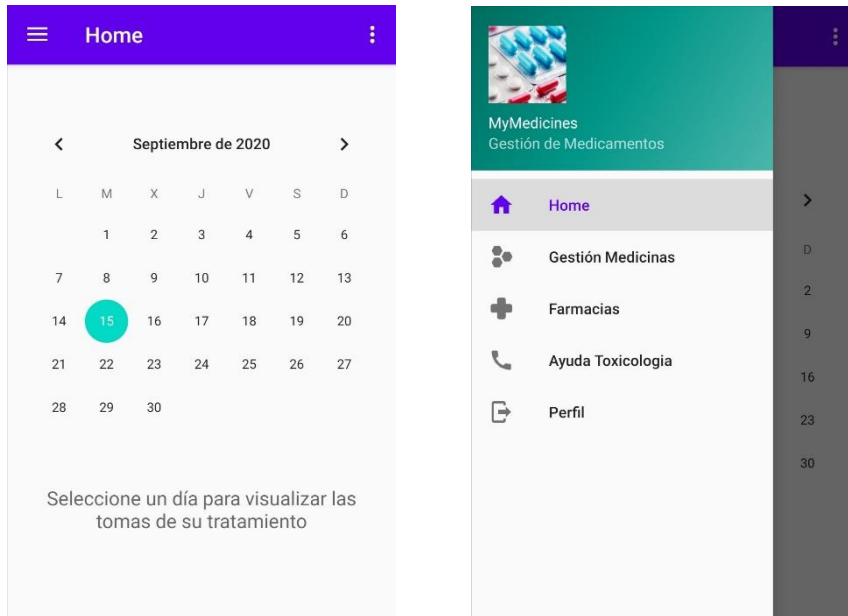 Home
Septiembre de 2020
L M X J V S D
1 2 3 4 5 6
7 8 9 10 11 12 13
14 15 16 17 18 19 20
21 22 23 24 25 26 27
28 29 30
Seleccione un día para visualizar las
tomas de su tratamiento
MyMedicines
Gestión de Medicamentos
Home
Gestión Medicinas
Farmacias
Ayuda Toxicologia
Perfil
D
2
9
16
23
30